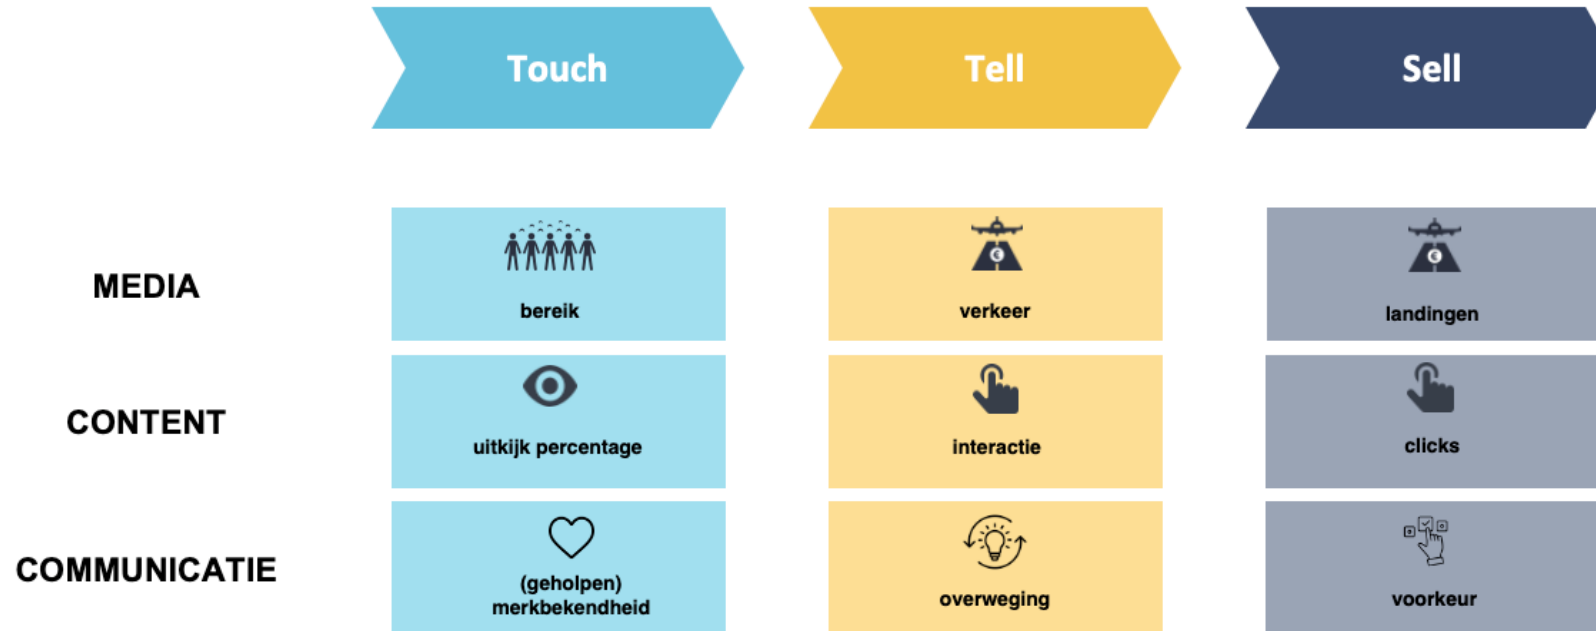 Touch
Tell
Sell
MEDIA
bereik
verkeer
landingen
CONTENT
uitkijk percentage
interactie
clicks
COMMUNICATIE
(geholpen)
merkbekendheid
overweging
voorkeur